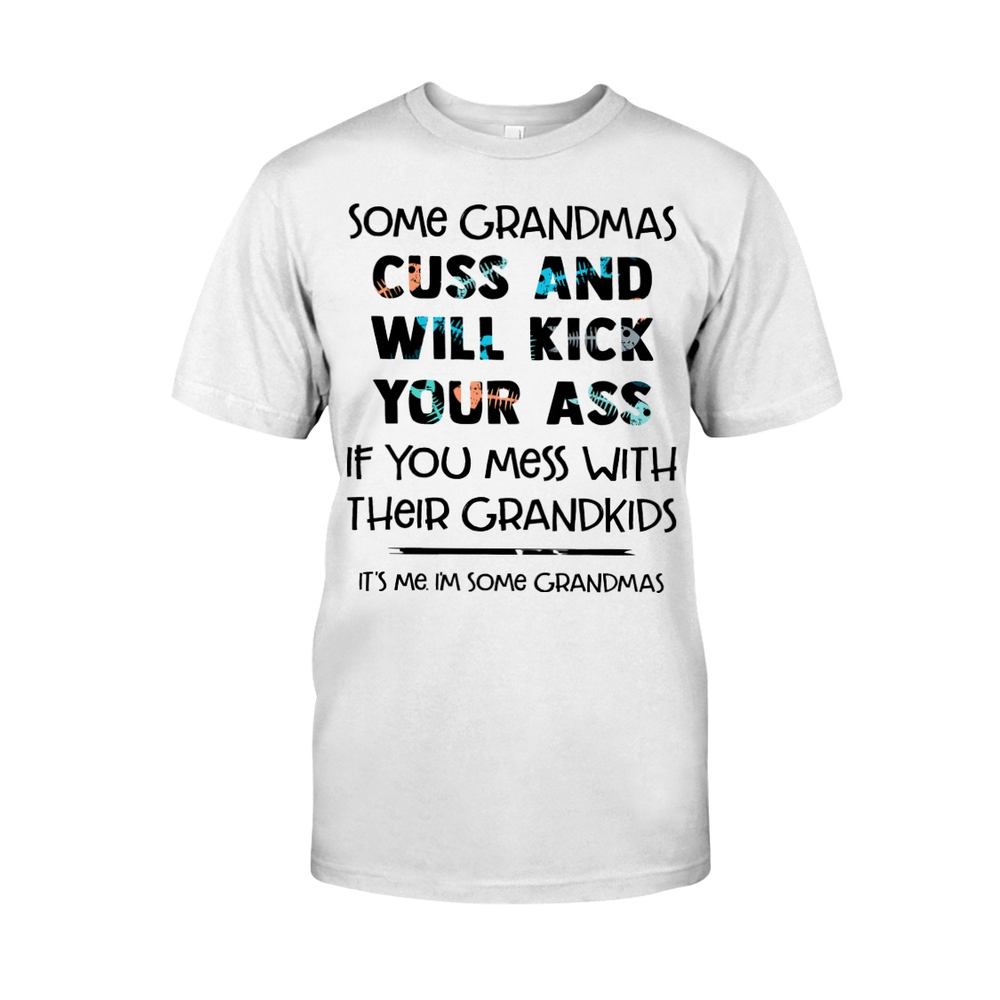 SOMe GRANDMAS
CUSS AND
WILL KICK
YOUR ASS
IF YOU MeSS WITH
THeIR GRANDKIDS
IT'S Me. I'M SOMe GRANDMAS